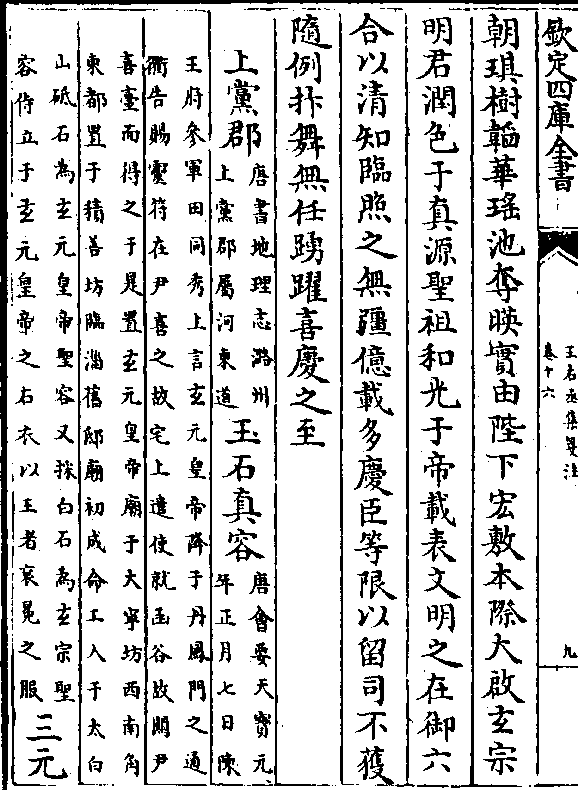 欽定四庫全書
王右丞集箋注
卷十六
九
朝琪樹韜華瑶池奪暎實由陛下宏敷本際大啟玄宗
明君潤色于真源聖祖和光于帝載表文明之在御六
合以清知臨照之無疆億載多慶臣等限以留司不獲
隨例抃舞無任踴躍喜慶之至
上黨郡
唐書地理志潞州
上黨郡屬河東道
玉石真容
唐會要天寶元
年正月七日陳
王府參軍田同秀上言玄元皇帝降于丹鳳門之通
衢告賜靈符在尹喜之故宅上遣使就函谷故關尹
喜臺而得之于是置玄元皇帝廟于大寧坊西南角
東都置于積善坊臨淄舊邸廟初成命工人于太白
山砥石為玄元皇帝聖容又採白石為玄宗聖
容侍立于玄元皇帝之右衣以王者衮冕之服
三元